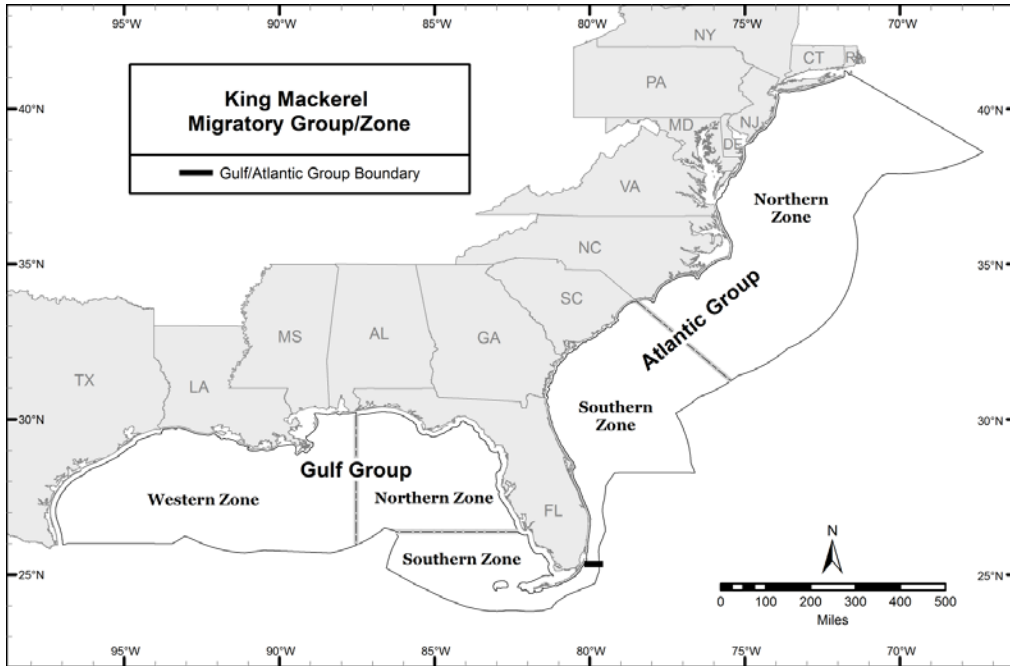 95°W 90°W 85°W 80°W 75°W 70°W
NY
CT
RI
PA
King Mackerel
Migratory Group/Zone
Gulf/Atlantic Group Boundary
40°N
40°N
NJ
MD
DE
VA
Northern
Zone
NC
35°N
35°N
SC
Atlantic Group
MS
AL
GA
TX
LA
30°N
30°N
Southern
Zone
Gulf Group
Western Zone
Northern Zone
FL
Southern Zone
N
25°N
25°N
0 50 100 200 300 400 500
Miles
95°W 90°W 85°W 80°W 75°W 70°W